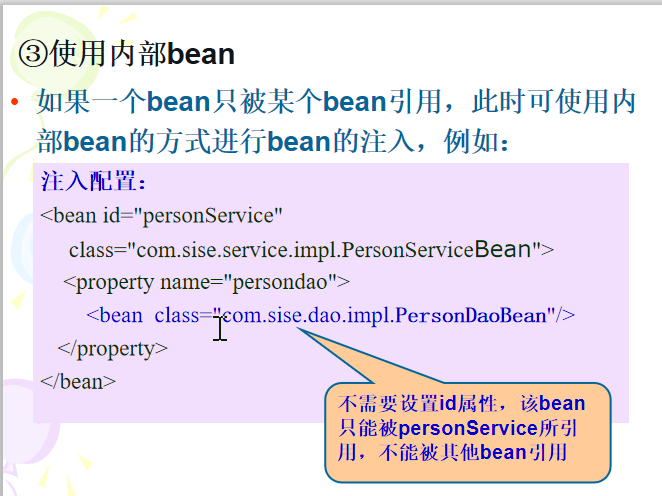 ③使用内部bean
• 如果一个bean只被某个bean引用，此时可使用内
部bean的方式进行bean的注入，例如：
注入配置：
<bean id="personService"
class="com.sise.service.impl.PersonServiceBean">
<property name="persondao">
<bean class="com.sise.dao.impl.PersonDaoBean"/>
</property>
</bean>
不需要设置id属性，该bean
只能被personService所引
用，不能被其他bean引用